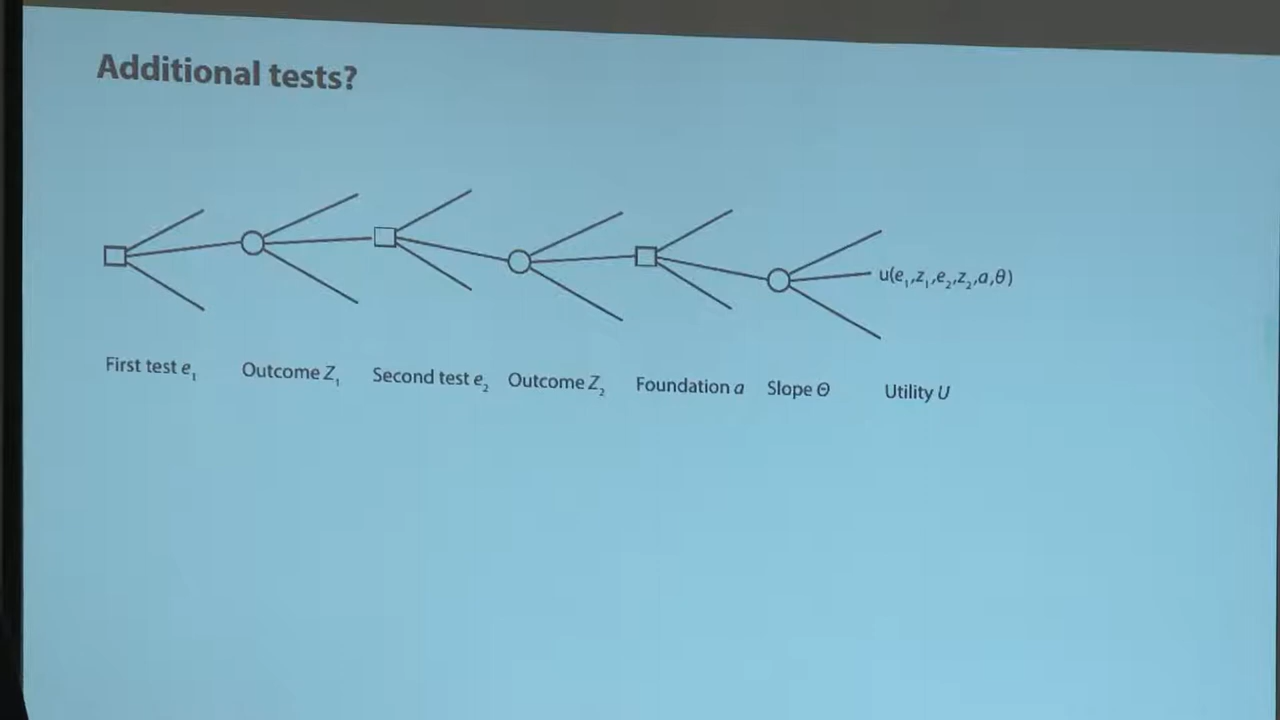 Additional tests?
u(e₁,z₁,e₂,z₂,a,θ)
First test e₁ Outcome Z₁ Second test e₂ Outcome Z₂ Foundation a Slope Θ Utility U